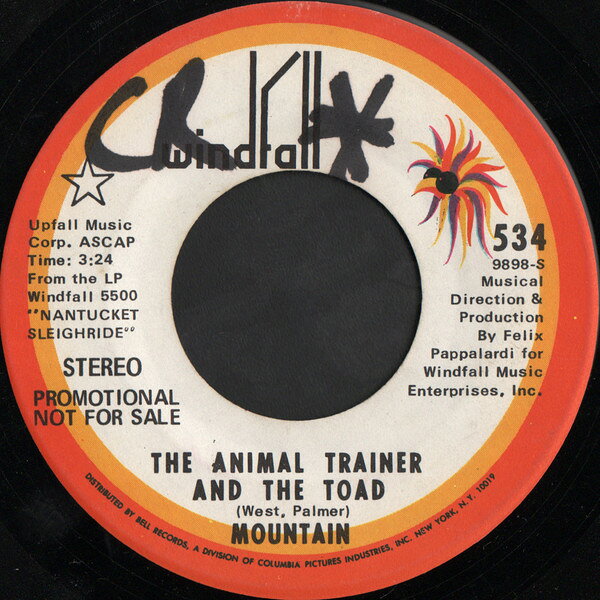 CR
windfall
Upfall Music
Corp. ASCAP
Time: 3:24
From the LP
Windfall 5500
"NANTUCKET
SLEIGHRIDE"
STEREO
PROMOTIONAL
NOT FOR SALE
534
9898-S
Musical
Direction &
Production
By Felix
Pappalardi for
Windfall Music
Enterprises, Inc.
THE ANIMAL TRAINER
AND THE TOAD
(West, Palmer)
MOUNTAIN
DISTRIBUTED BY BELL RECORDS, A DIVISION OF COLUMBIA PICTURES INDUSTRIES, INC. NEW YORK, N.Y. 10019